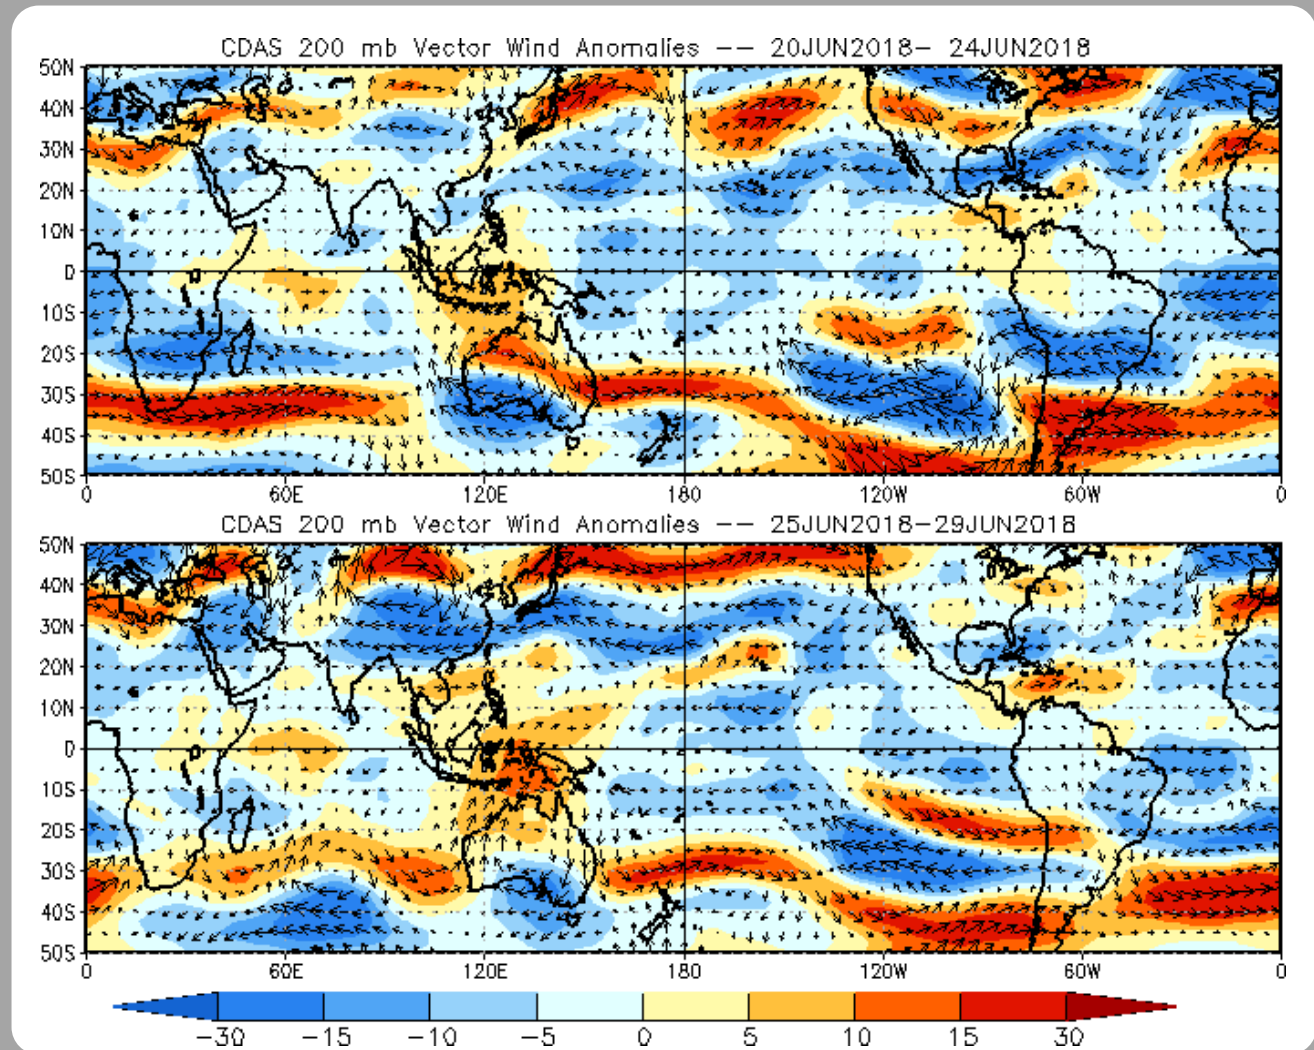 CDAS 200 mb Vector Wind Anomalies -- 20JUN2018- 24JUN2018
50N
40N
30N
20N
10N
0
10S
20S
30S
40S
50S
0 60E 120E 180 120W 60W 0
CDAS 200 mb Vector Wind Anomalies -- 25JUN2018-29JUN2018
50N
40N
30N
20N
10N
0
10S
20S
30S
40S
50S
0 60E 120E 180 120W 60W 0
-30 -15 -10 -5 0 5 10 15 30